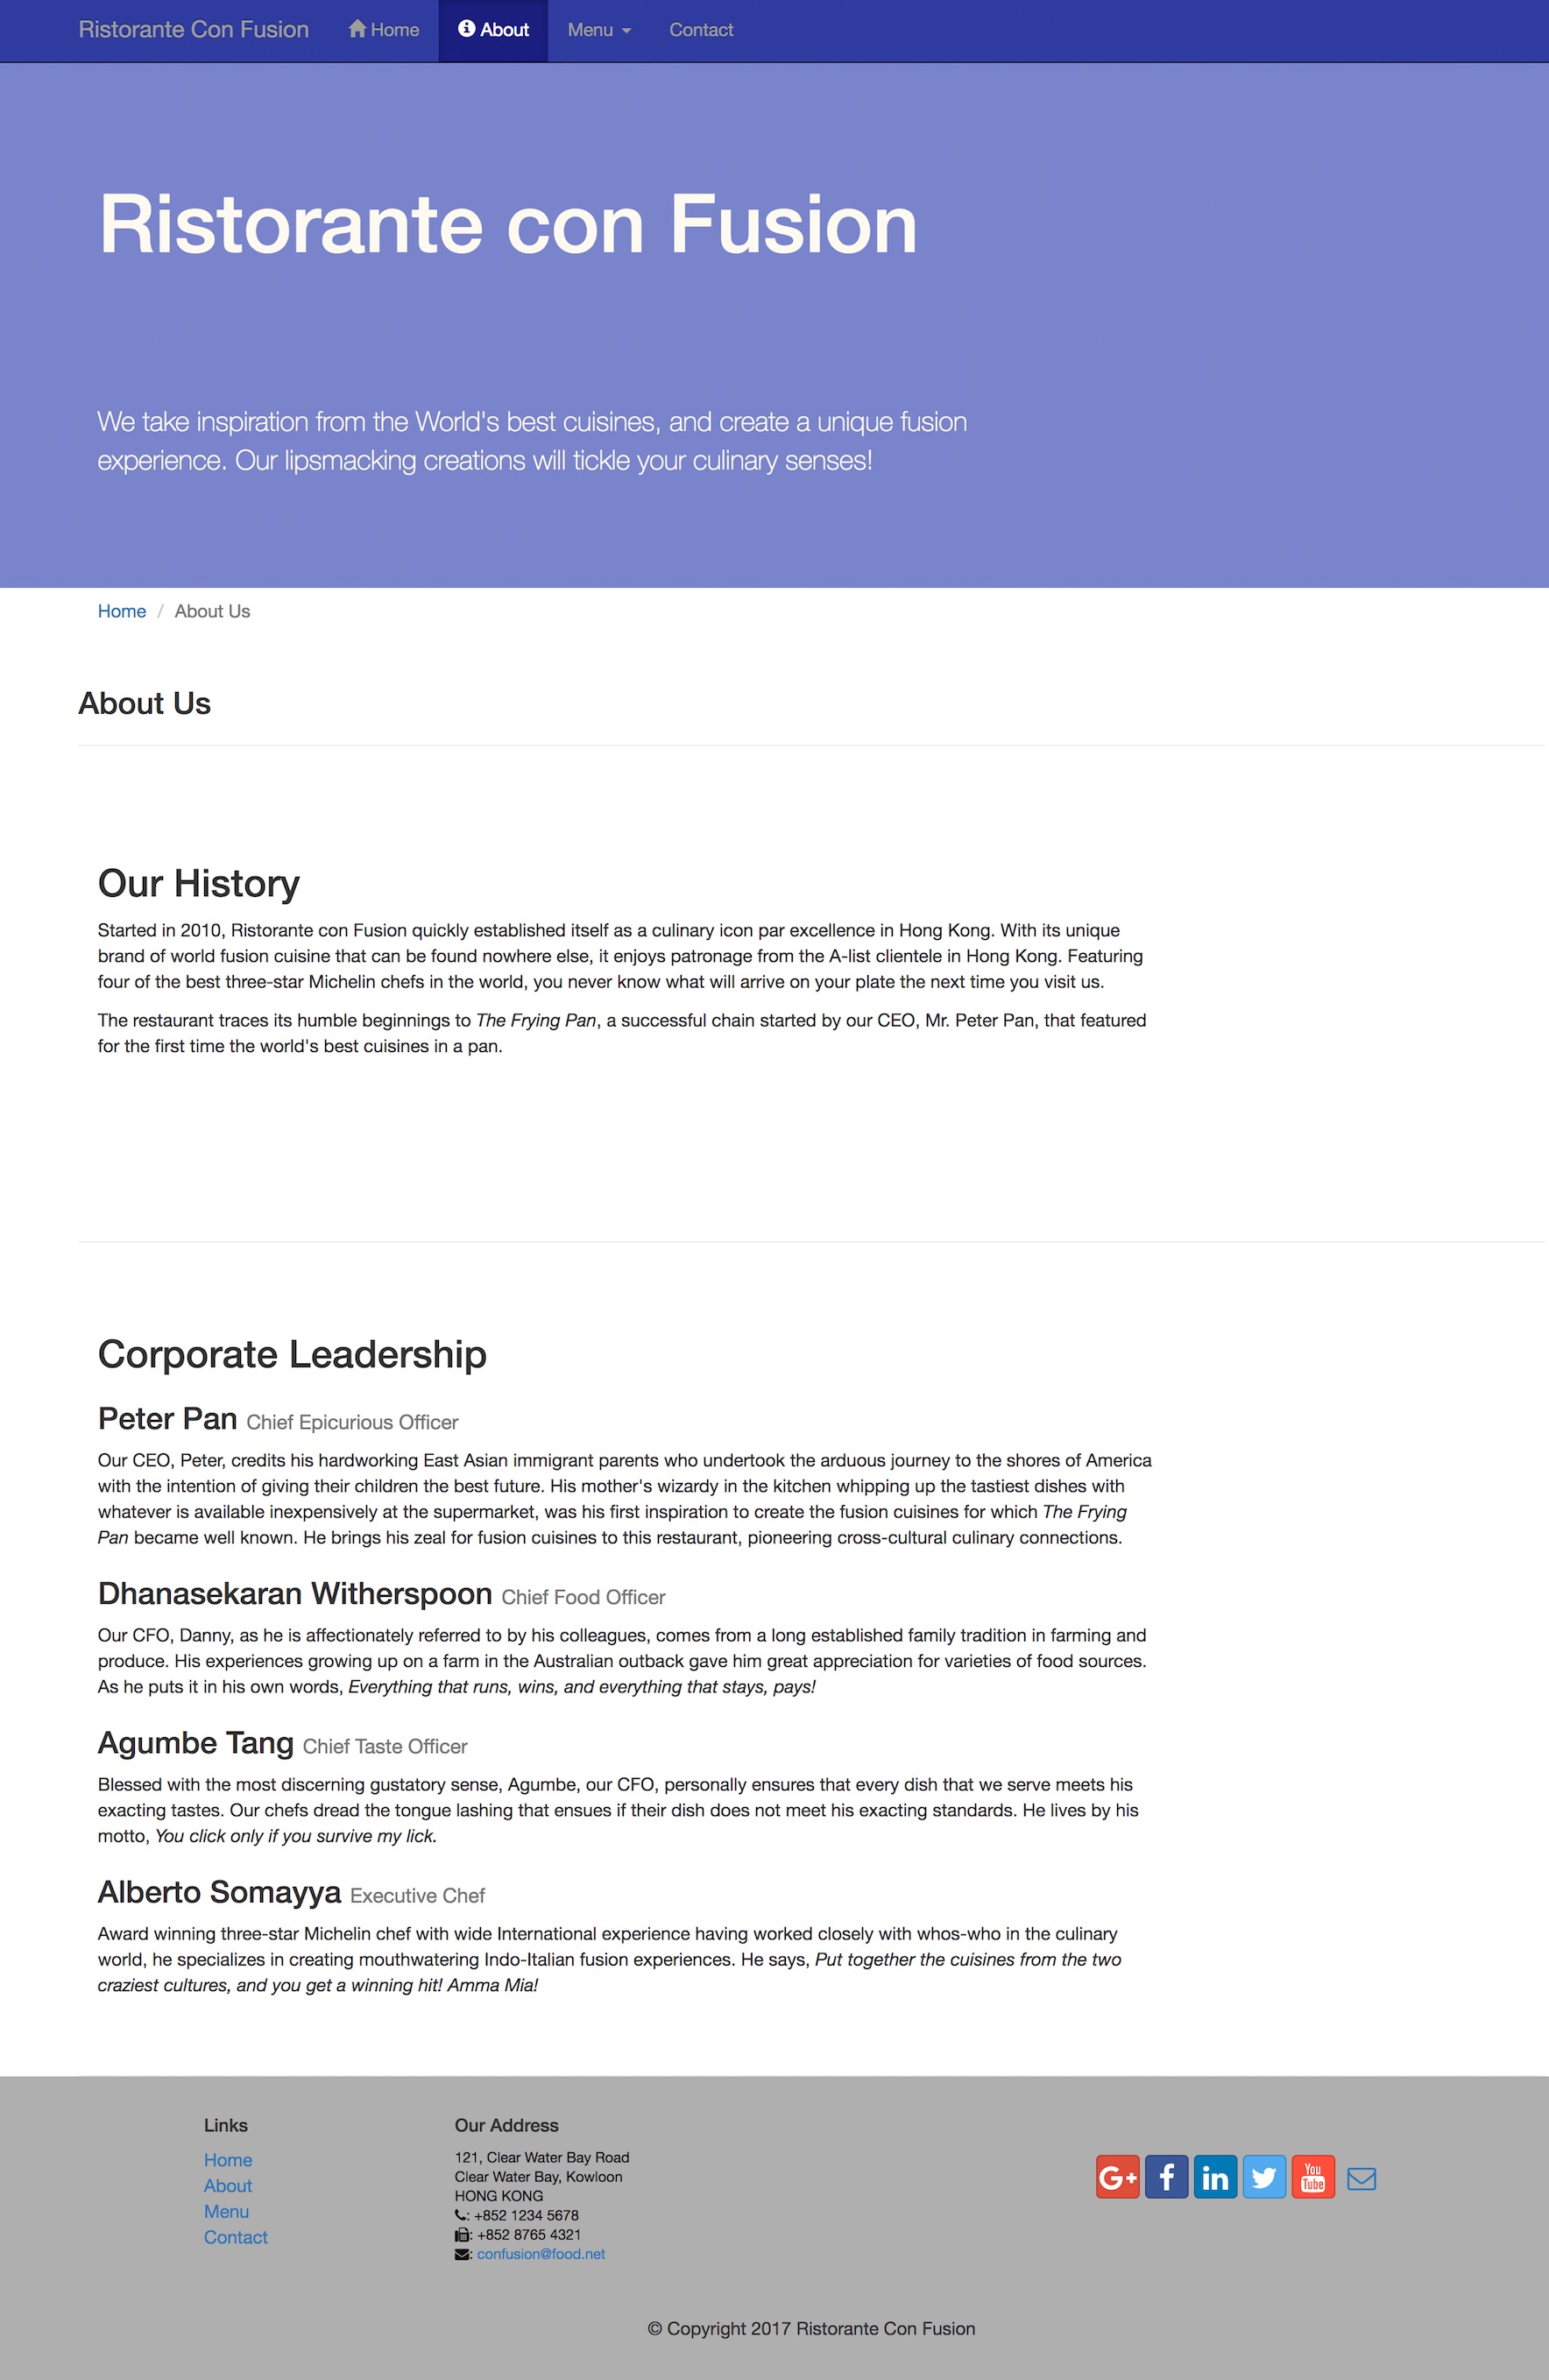 Ristorante Con Fusion Home About Menu Contact
Ristorante con Fusion
We take inspiration from the World's best cuisines, and create a unique fusion
experience. Our lipsmacking creations will tickle your culinary senses!
Home / About Us
About Us
Our History
Started in 2010, Ristorante con Fusion quickly established itself as a culinary icon par excellence in Hong Kong. With its unique
brand of world fusion cuisine that can be found nowhere else, it enjoys patronage from the A-list clientele in Hong Kong. Featuring
four of the best three-star Michelin chefs in the world, you never know what will arrive on your plate the next time you visit us.
The restaurant traces its humble beginnings to The Frying Pan, a successful chain started by our CEO, Mr. Peter Pan, that featured
for the first time the world's best cuisines in a pan.
Corporate Leadership
Peter Pan Chief Epicurious Officer
Our CEO, Peter, credits his hardworking East Asian immigrant parents who undertook the arduous journey to the shores of America
with the intention of giving their children the best future. His mother's wizardy in the kitchen whipping up the tastiest dishes with
whatever is available inexpensively at the supermarket, was his first inspiration to create the fusion cuisines for which The Frying
Pan became well known. He brings his zeal for fusion cuisines to this restaurant, pioneering cross-cultural culinary connections.
Dhanasekaran Witherspoon Chief Food Officer
Our CFO, Danny, as he is affectionately referred to by his colleagues, comes from a long established family tradition in farming and
produce. His experiences growing up on a farm in the Australian outback gave him great appreciation for varieties of food sources.
As he puts it in his own words, Everything that runs, wins, and everything that stays, pays!
Agumbe Tang Chief Taste Officer
Blessed with the most discerning gustatory sense, Agumbe, our CFO, personally ensures that every dish that we serve meets his
exacting tastes. Our chefs dread the tongue lashing that ensues if their dish does not meet his exacting standards. He lives by his
motto, You click only if you survive my lick.
Alberto Somayya Executive Chef
Award winning three-star Michelin chef with wide International experience having worked closely with whos-who in the culinary
world, he specializes in creating mouthwatering Indo-Italian fusion experiences. He says, Put together the cuisines from the two
craziest cultures, and you get a winning hit! Amma Mia!
Links
Home
About
Menu
Contact
Our Address
121, Clear Water Bay Road
Clear Water Bay, Kowloon
HONG KONG
: +852 1234 5678
: +852 8765 4321
: confusion@food.net
G+ f in You Tube
© Copyright 2017 Ristorante Con Fusion